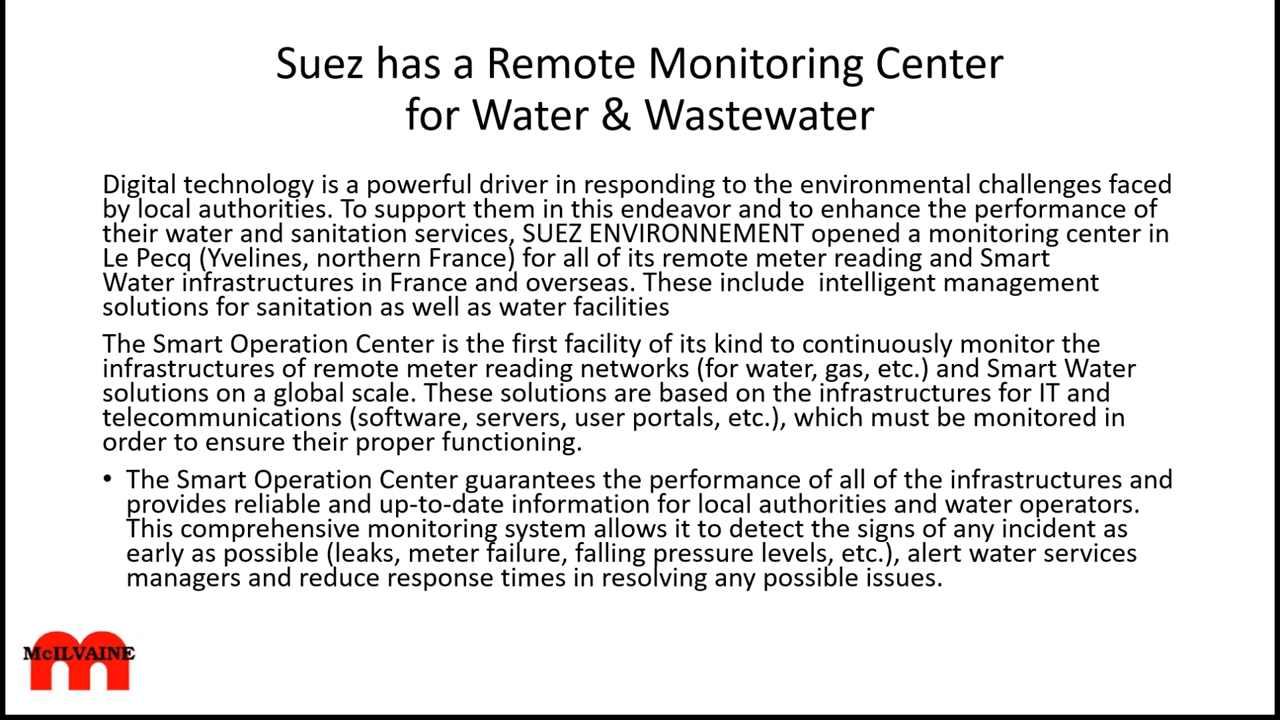 Suez has a Remote Monitoring Center
for Water & Wastewater
Digital technology is a powerful driver in responding to the environmental challenges faced
by local authorities. To support them in this endeavor and to enhance the performance of
their water and sanitation services, SUEZ ENVIRONNEMENT opened a monitoring center in
Le Pecq (Yvelines, northern France) for all of its remote meter reading and Smart
Water infrastructures in France and overseas. These include  intelligent management
solutions for sanitation as well as water facilities
The Smart Operation Center is the first facility of its kind to continuously monitor the
infrastructures of remote meter reading networks (for water, gas, etc.) and Smart Water
solutions on a global scale. These solutions are based on the infrastructures for IT and
telecommunications (software, servers, user portals, etc.), which must be monitored in
order to ensure their proper functioning.
• The Smart Operation Center guarantees the performance of all of the infrastructures and
provides reliable and up-to-date information for local authorities and water operators.
This comprehensive monitoring system allows it to detect the signs of any incident as
early as possible (leaks, meter failure, falling pressure levels, etc.), alert water services
managers and reduce response times in resolving any possible issues.
McILVAINE